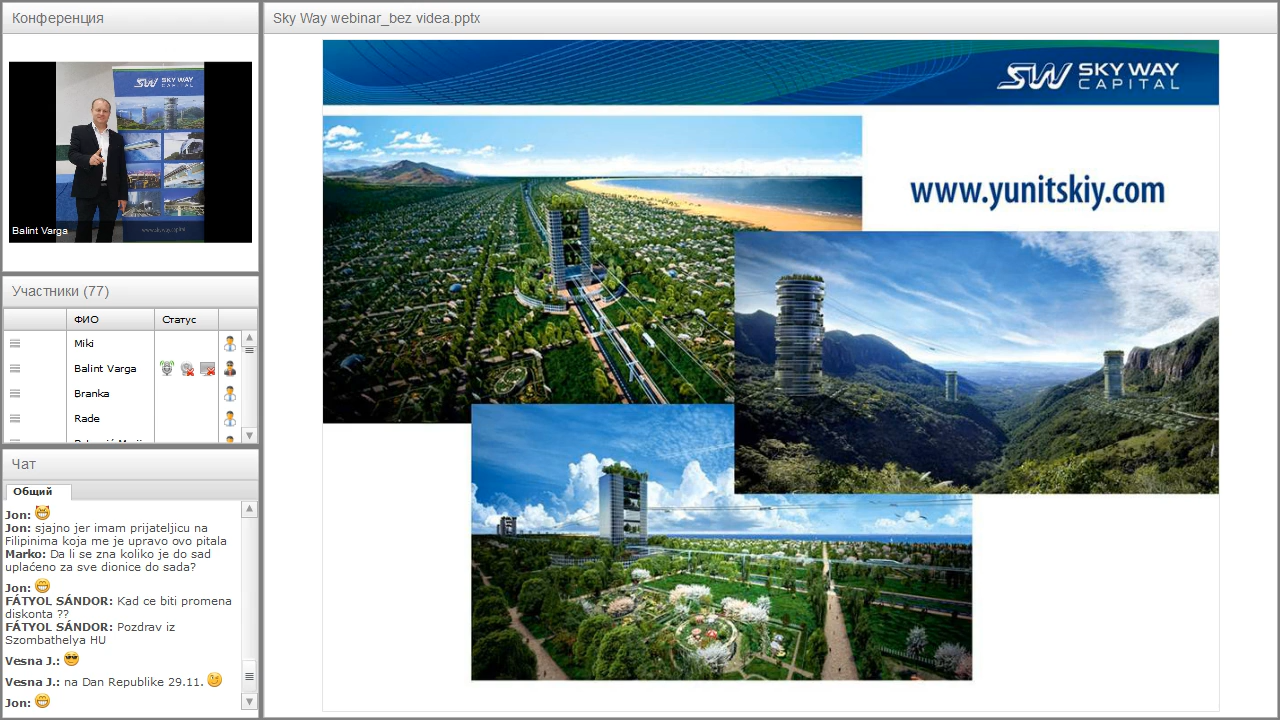 Конференция
Balint Varga
SW SKY WAY
CAPITAL
Участники (77)
ФИО
Статус
Miki
Balint Varga
Branka
Rade
Чат
Общий
Jon:
Jon: sjajno jer imam prijateljicu na
Filipinima koja me je upravo ovo pitala
Marko: Da li se zna koliko je do sad
uplaćeno za sve dionice do sada?
Jon:
FÁTYOL SÁNDOR: Kad ce biti promena
diskonta ??
FÁTYOL SÁNDOR: Pozdrav iz
Szombathelya HU
Vesna J.:
Vesna J.: na Dan Republike 29.11.
Jon:
Sky Way webinar_bez videa.pptx
SW SKY WAY
CAPITAL
www.yunitskiy.com